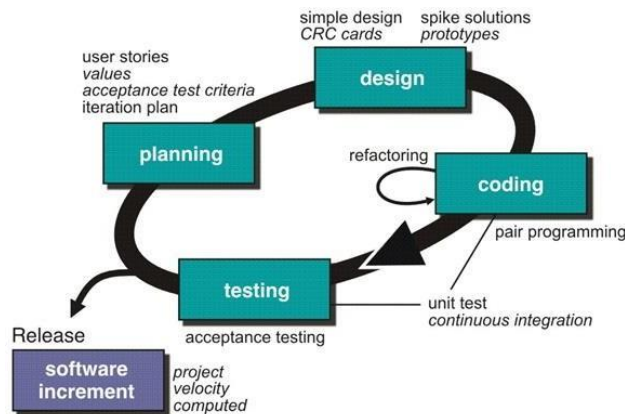 simple design
CRC cards
spike solutions
prototypes
user stories
values
acceptance test criteria
iteration plan
design
planning
refactoring
coding
pair programming
testing
unit test
continuous integration
acceptance testing
Release
software
increment
project
velocity
computed